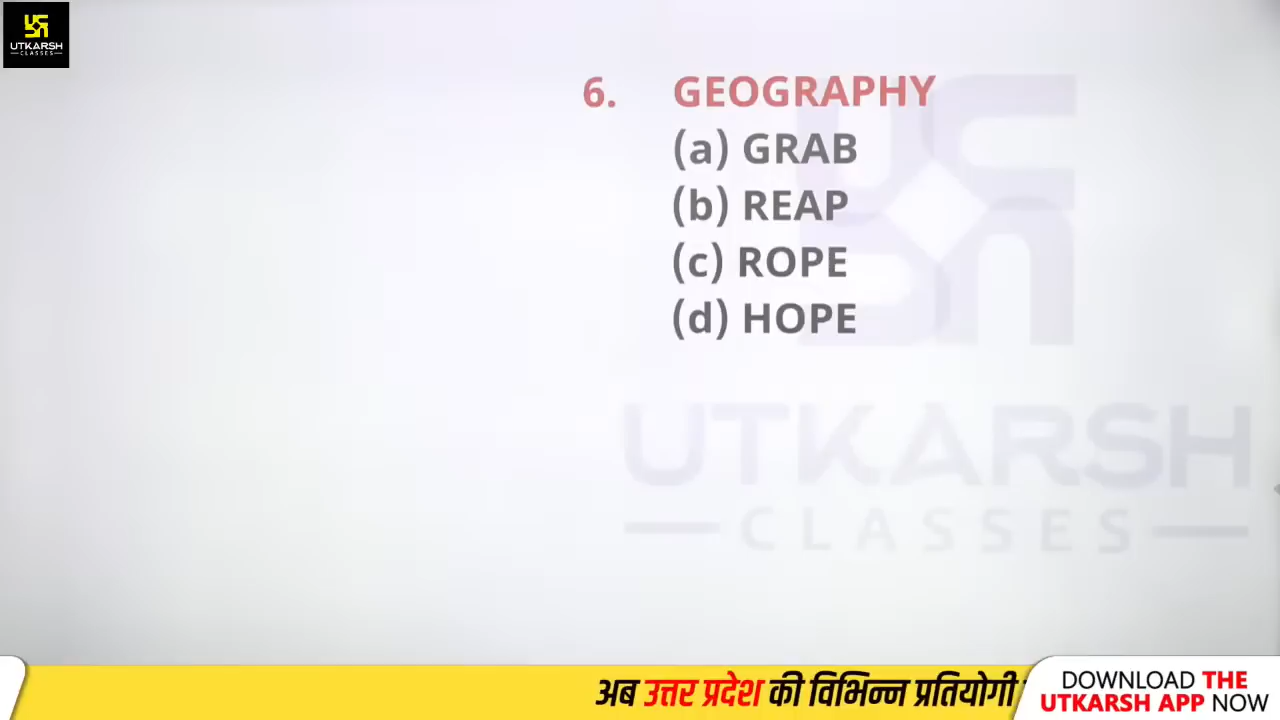 UTKARSH
CLASSES
6. GEOGRAPHY
(a) GRAB
(b) REAP
(c) ROPE
(d) HOPE
UTKARSH
CLASSES
अब उत्तर प्रदेश की विभिन्न प्रतियोगी
DOWNLOAD THE
UTKARSH APP NOW